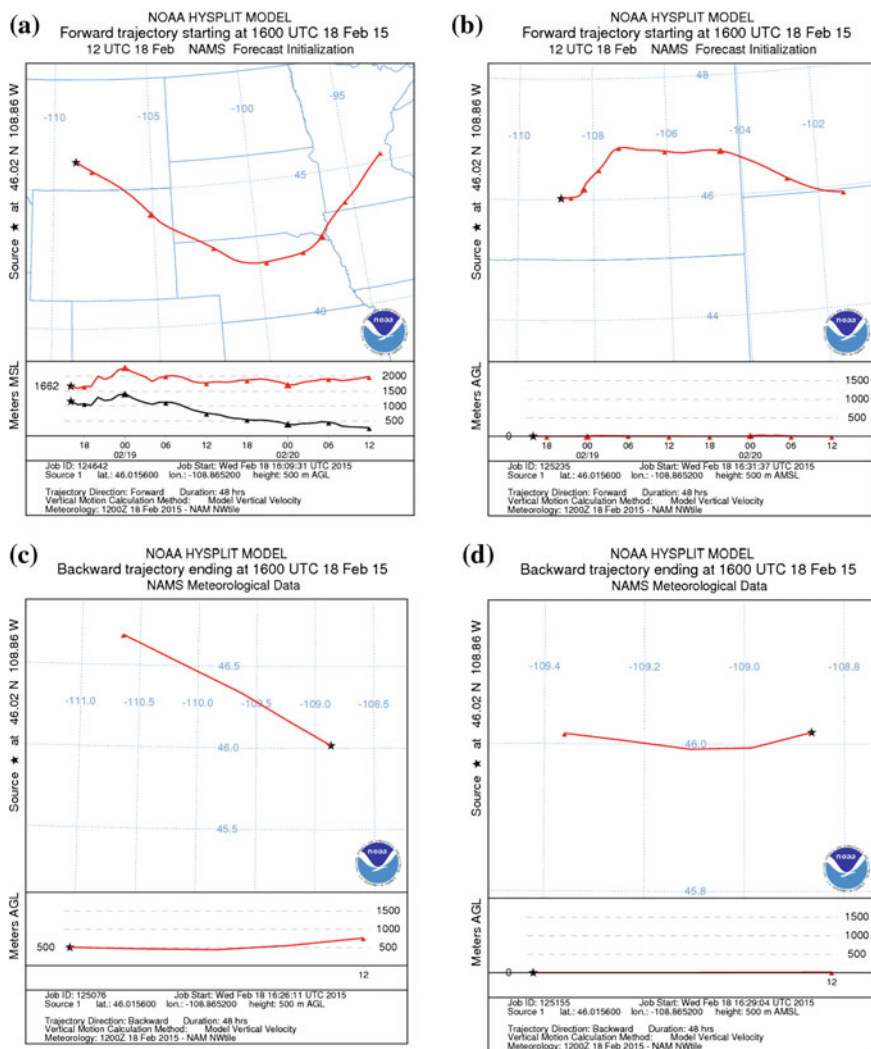 (a)
NOAA HYSPLIT MODEL
Forward trajectory starting at 1600 UTC 18 Feb 15
12 UTC 18 Feb NAMS Forecast Initialization
Source ★ at 46.02 N 108.86 W
-110
-105
-100
-95
45
40
noaa
Meters MSL
1662
2000
1500
1000
500
18 00 06 12 18 00 06 12
02/19 02/20
Job ID: 124642 Job Start: Wed Feb 18 16:09:31 UTC 2015
Source 1 lat.: 46.015600 lon.: -108.865200 height: 500 m AGL
Trajectory Direction: Forward Duration: 48 hrs
Vertical Motion Calculation Method: Model Vertical Velocity
Meteorology: 1200Z 18 Feb 2015 - NAM NWtile
(b)
NOAA HYSPLIT MODEL
Forward trajectory starting at 1600 UTC 18 Feb 15
12 UTC 18 Feb NAMS Forecast Initialization
Source ★ at 46.02 N 108.86 W
48
-110
-108
-106
-104
-102
46
44
noaa
Meters AGL
1500
1000
500
0
18 00 06 12 18 00 06 12
02/19 02/20
Job ID: 125235 Job Start: Wed Feb 18 16:31:37 UTC 2015
Source 1 lat.: 46.015600 lon.: -108.865200 height: 500 m AMSL
Trajectory Direction: Forward Duration: 48 hrs
Vertical Motion Calculation Method: Model Vertical Velocity
Meteorology: 1200Z 18 Feb 2015 - NAM NWtile
(c)
NOAA HYSPLIT MODEL
Backward trajectory ending at 1600 UTC 18 Feb 15
NAMS Meteorological Data
Source ★ at 46.02 N 108.86 W
46.5
-111.0 -110.5 -110.0 -109.5 -109.0 -108.5
46.0
45.5
noaa
Meters AGL
500
1500
1000
500
12
Job ID: 125076 Job Start: Wed Feb 18 16:26:11 UTC 2015
Source 1 lat.: 46.015600 lon.: -108.865200 height: 500 m AGL
Trajectory Direction: Backward Duration: 48 hrs
Vertical Motion Calculation Method: Model Vertical Velocity
Meteorology: 1200Z 18 Feb 2015 - NAM NWtile
(d)
NOAA HYSPLIT MODEL
Backward trajectory ending at 1600 UTC 18 Feb 15
NAMS Meteorological Data
Source ★ at 46.02 N 108.86 W
-109.4 -109.2 -109.0 -108.8
46.0
45.8
noaa
Meters AGL
1500
1000
500
0
12
Job ID: 125155 Job Start: Wed Feb 18 16:29:04 UTC 2015
Source 1 lat.: 46.015600 lon.: -108.865200 height: 500 m AMSL
Trajectory Direction: Backward Duration: 48 hrs
Vertical Motion Calculation Method: Model Vertical Velocity
Meteorology: 1200Z 18 Feb 2015 - NAM NWtile